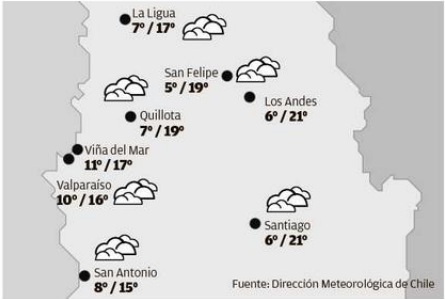 La Ligua
7° / 17°
San Felipe
5° / 19°
Los Andes
6° / 21°
Quillota
7° / 19°
Viña del Mar
11° / 17°
Valparaíso
10° / 16°
Santiago
6° / 21°
San Antonio
8° / 15°
Fuente: Dirección Meteorológica de Chile